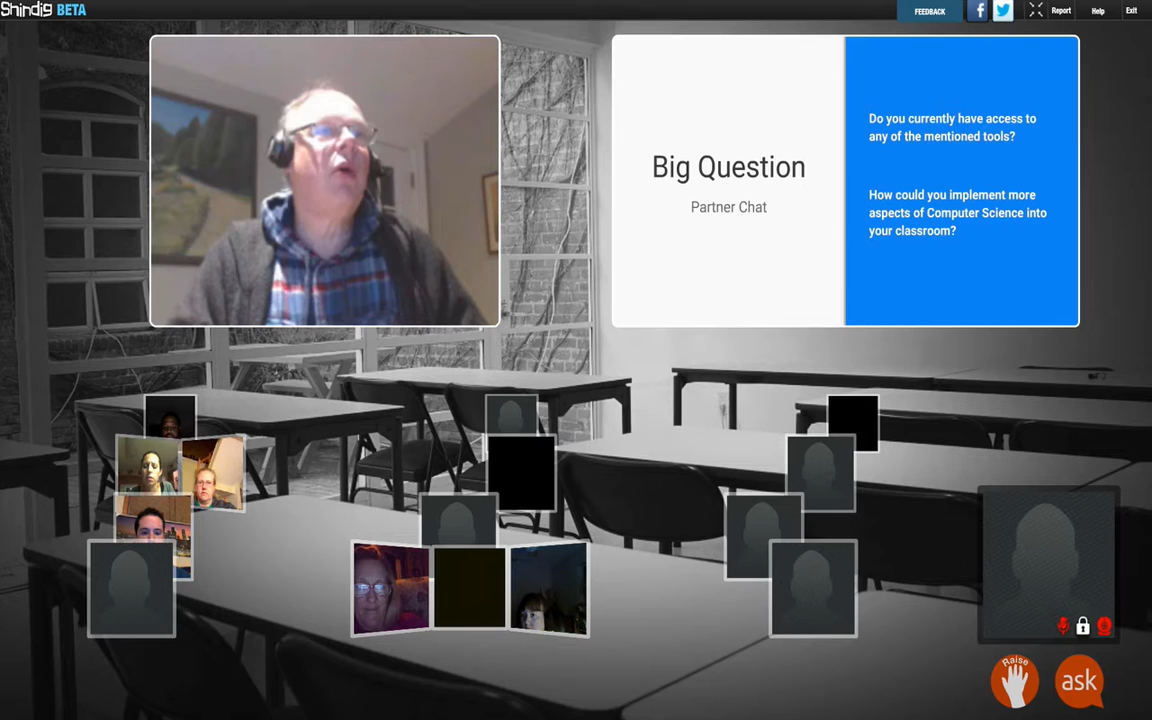 Shindig BETA
FEEDBACK
Report
Help
Exit
Big Question
Partner Chat
Do you currently have access to
any of the mentioned tools?
How could you implement more
aspects of Computer Science into
your classroom?
Raise
ask